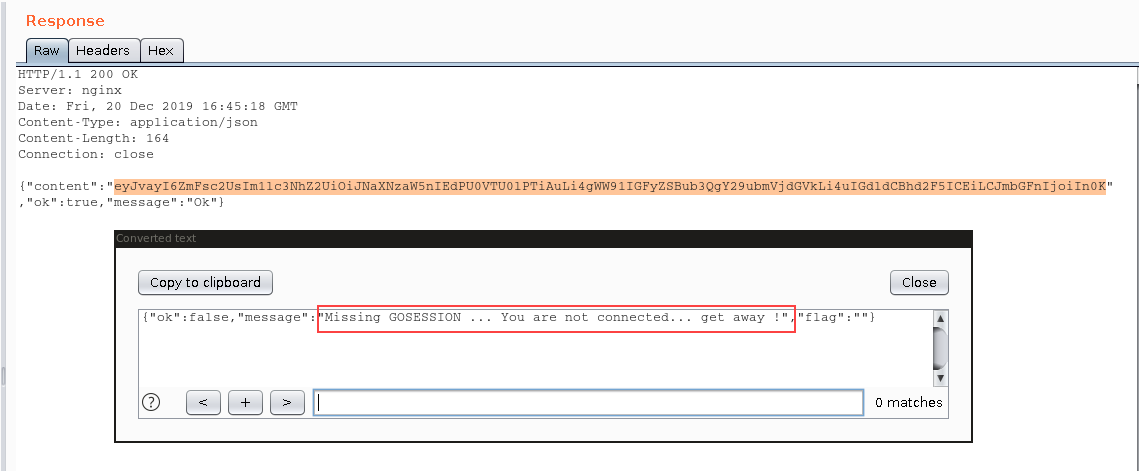 Response
Raw Headers Hex
HTTP/1.1 200 OK
Server: nginx
Date: Fri, 20 Dec 2019 16:45:18 GMT
Content-Type: application/json
Content-Length: 164
Connection: close
{"content":"eyJvayI6ZmFsc2UsIm1lc3NhZ2UiOiJNaXNzaW5nIEdPU0VTU0lPTiAuLi4gWW91IGFyZSBub3QgY29ubmVjdGVkLi4uIGdldCBhd2F5ICEiLCJmbGFnIjoiIn0K"
,"ok":true,"message":"Ok"}
Converted text
Copy to clipboard Close
{"ok":false,"message":"Missing GOSESSION ... You are not connected... get away !","flag":""}
? < + > 0 matches